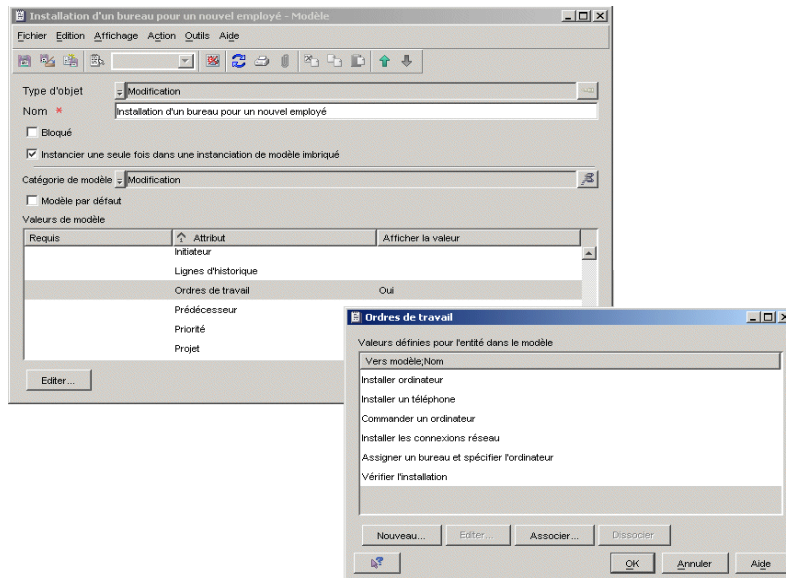 Installation d'un bureau pour un nouvel employé - Modèle
Fichier Edition Affichage Action Outils Aide
Type d'objet Modification
Nom * Installation d'un bureau pour un nouvel employé
Bloqué
Instancier une seule fois dans une instanciation de modèle imbriqué
Catégorie de modèle Modification
Modèle par défaut
Valeurs de modèle
Requis Attribut Afficher la valeur
Initiateur
Lignes d'historique
Ordres de travail Oui
Prédécesseur
Priorité
Projet
Editer...
Ordres de travail
Valeurs définies pour l'entité dans le modèle
Vers modèle;Nom
Installer ordinateur
Installer un téléphone
Commander un ordinateur
Installer les connexions réseau
Assigner un bureau et spécifier l'ordinateur
Vérifier l'installation
Nouveau... Editer... Associer... Dissocier
OK Annuler Aide